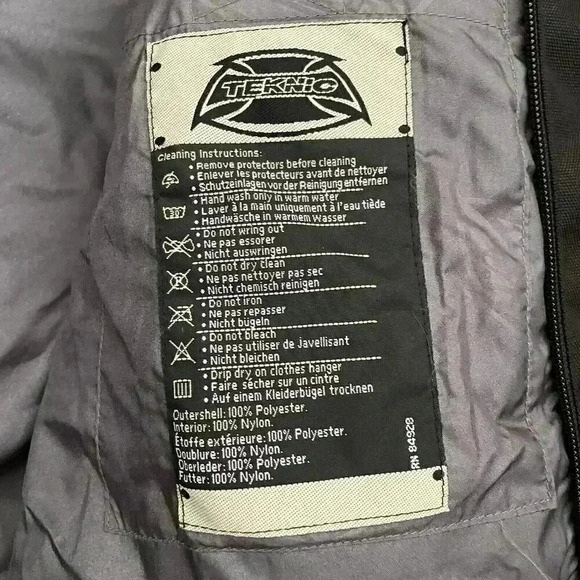 TEKNIC
Cleaning Instructions:
• Remove protectors before cleaning
• Enlever les protecteurs avant de nettoyer
• Schutzeinlagen vor der Reinigung entfernen
• Hand wash only in warm water
• Laver à la main uniquement à l'eau tiède
• Handwäsche in warmem Wasser
• Do not wring out
• Ne pas essorer
• Nicht auswringen
• Do not dry clean
• Ne pas nettoyer pas sec
• Nicht chemisch reinigen
• Do not iron
• Ne pas repasser
• Nicht bügeln
• Do not bleach
• Ne pas utiliser de Javellisant
• Nicht bleichen
• Drip dry on clothes hanger
• Faire sécher sur un cintre
• Auf einem Kleiderbügel trocknen
Outershell: 100% Polyester.
Interior: 100% Nylon.
Étoffe extérieure: 100% Polyester.
Doublure: 100% Nylon.
Oberleder: 100% Polyester.
Futter: 100% Nylon.
RN 84928